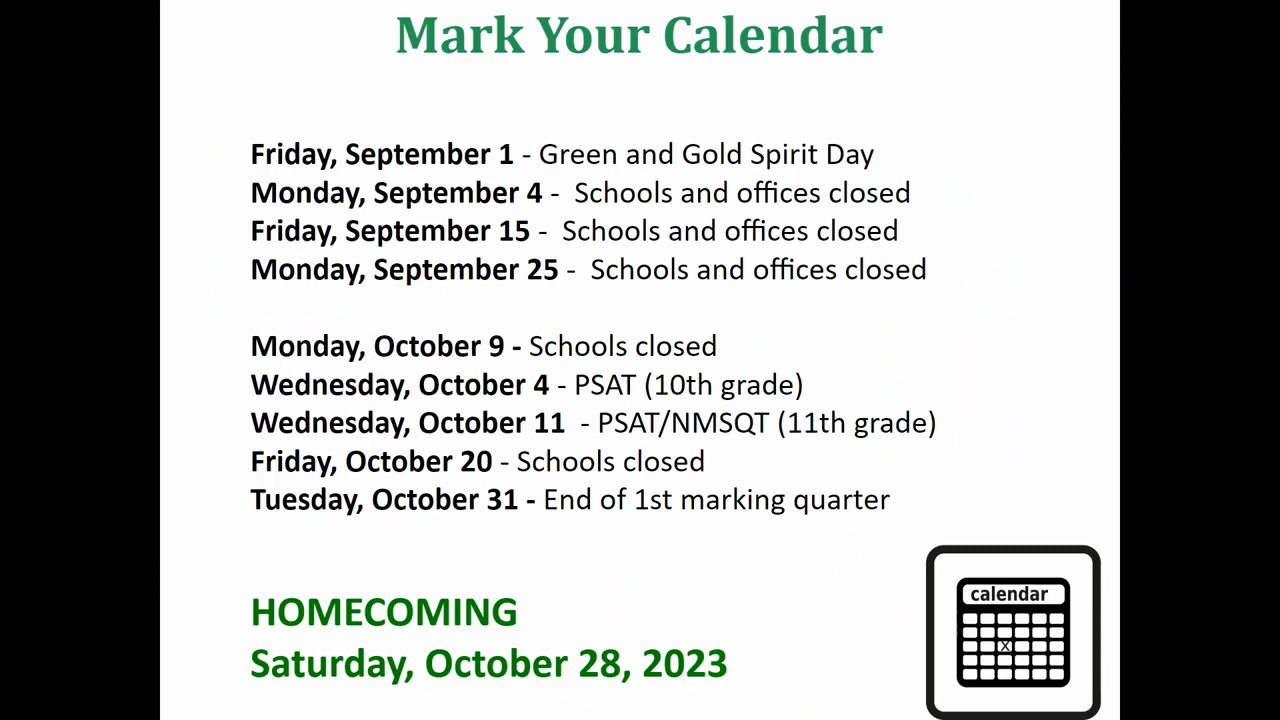 Mark Your Calendar
Friday, September 1 - Green and Gold Spirit Day
Monday, September 4 -  Schools and offices closed
Friday, September 15 -  Schools and offices closed
Monday, September 25 -  Schools and offices closed
Monday, October 9 - Schools closed
Wednesday, October 4 - PSAT (10th grade)
Wednesday, October 11  - PSAT/NMSQT (11th grade)
Friday, October 20 - Schools closed
Tuesday, October 31 - End of 1st marking quarter
HOMECOMING
Saturday, October 28, 2023
calendar
X